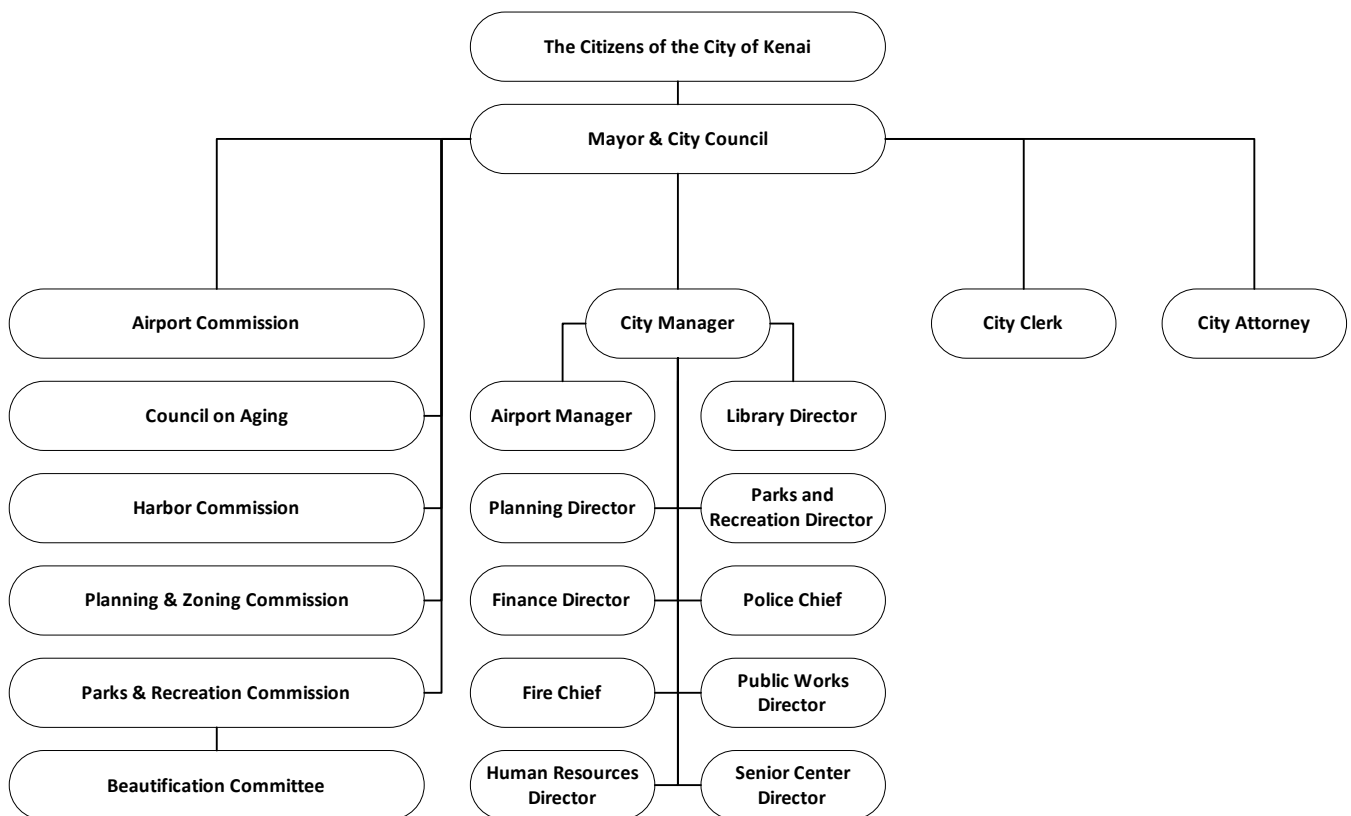 The Citizens of the City of Kenai
Mayor & City Council
Airport Commission
City Manager
City Clerk
City Attorney
Council on Aging
Airport Manager
Library Director
Harbor Commission
Planning Director
Parks and
Recreation Director
Planning & Zoning Commission
Finance Director
Police Chief
Parks & Recreation Commission
Fire Chief
Public Works
Director
Beautification Committee
Human Resources
Director
Senior Center
Director